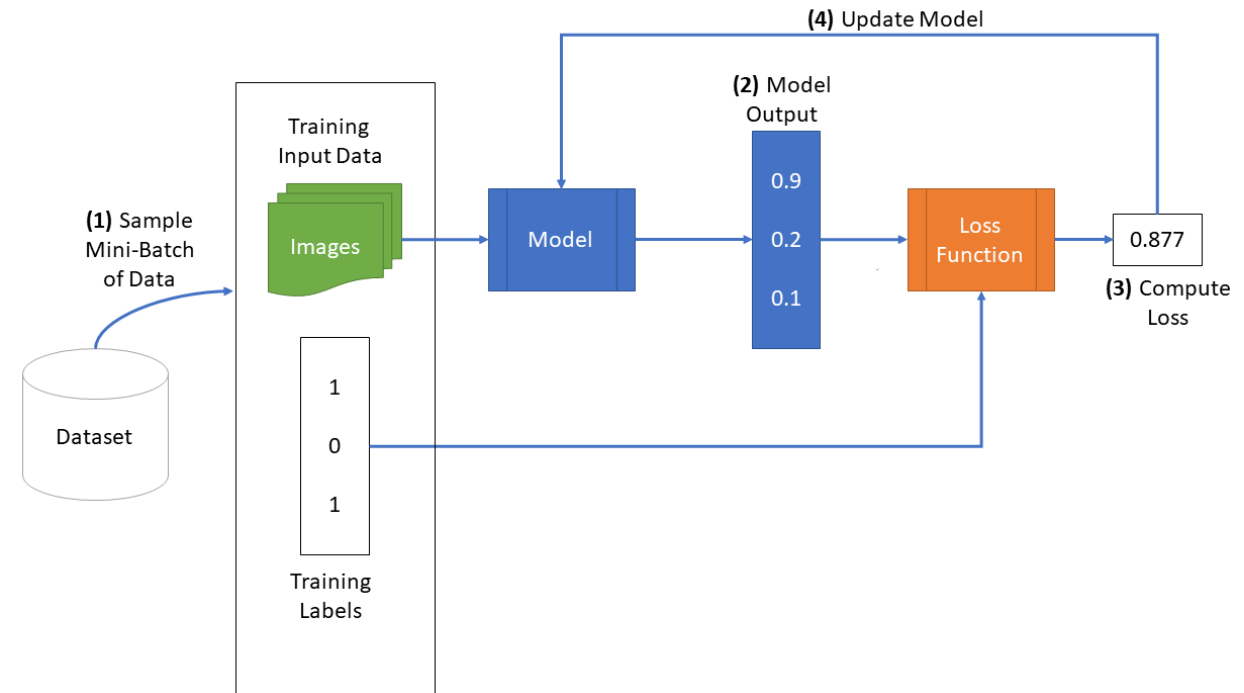 (4) Update Model
(2) Model
Output
Training
Input Data
(1) Sample
Mini-Batch
of Data
Images
Model
0.9
0.2
0.1
Loss
Function
0.877
(3) Compute
Loss
Dataset
1
0
1
Training
Labels